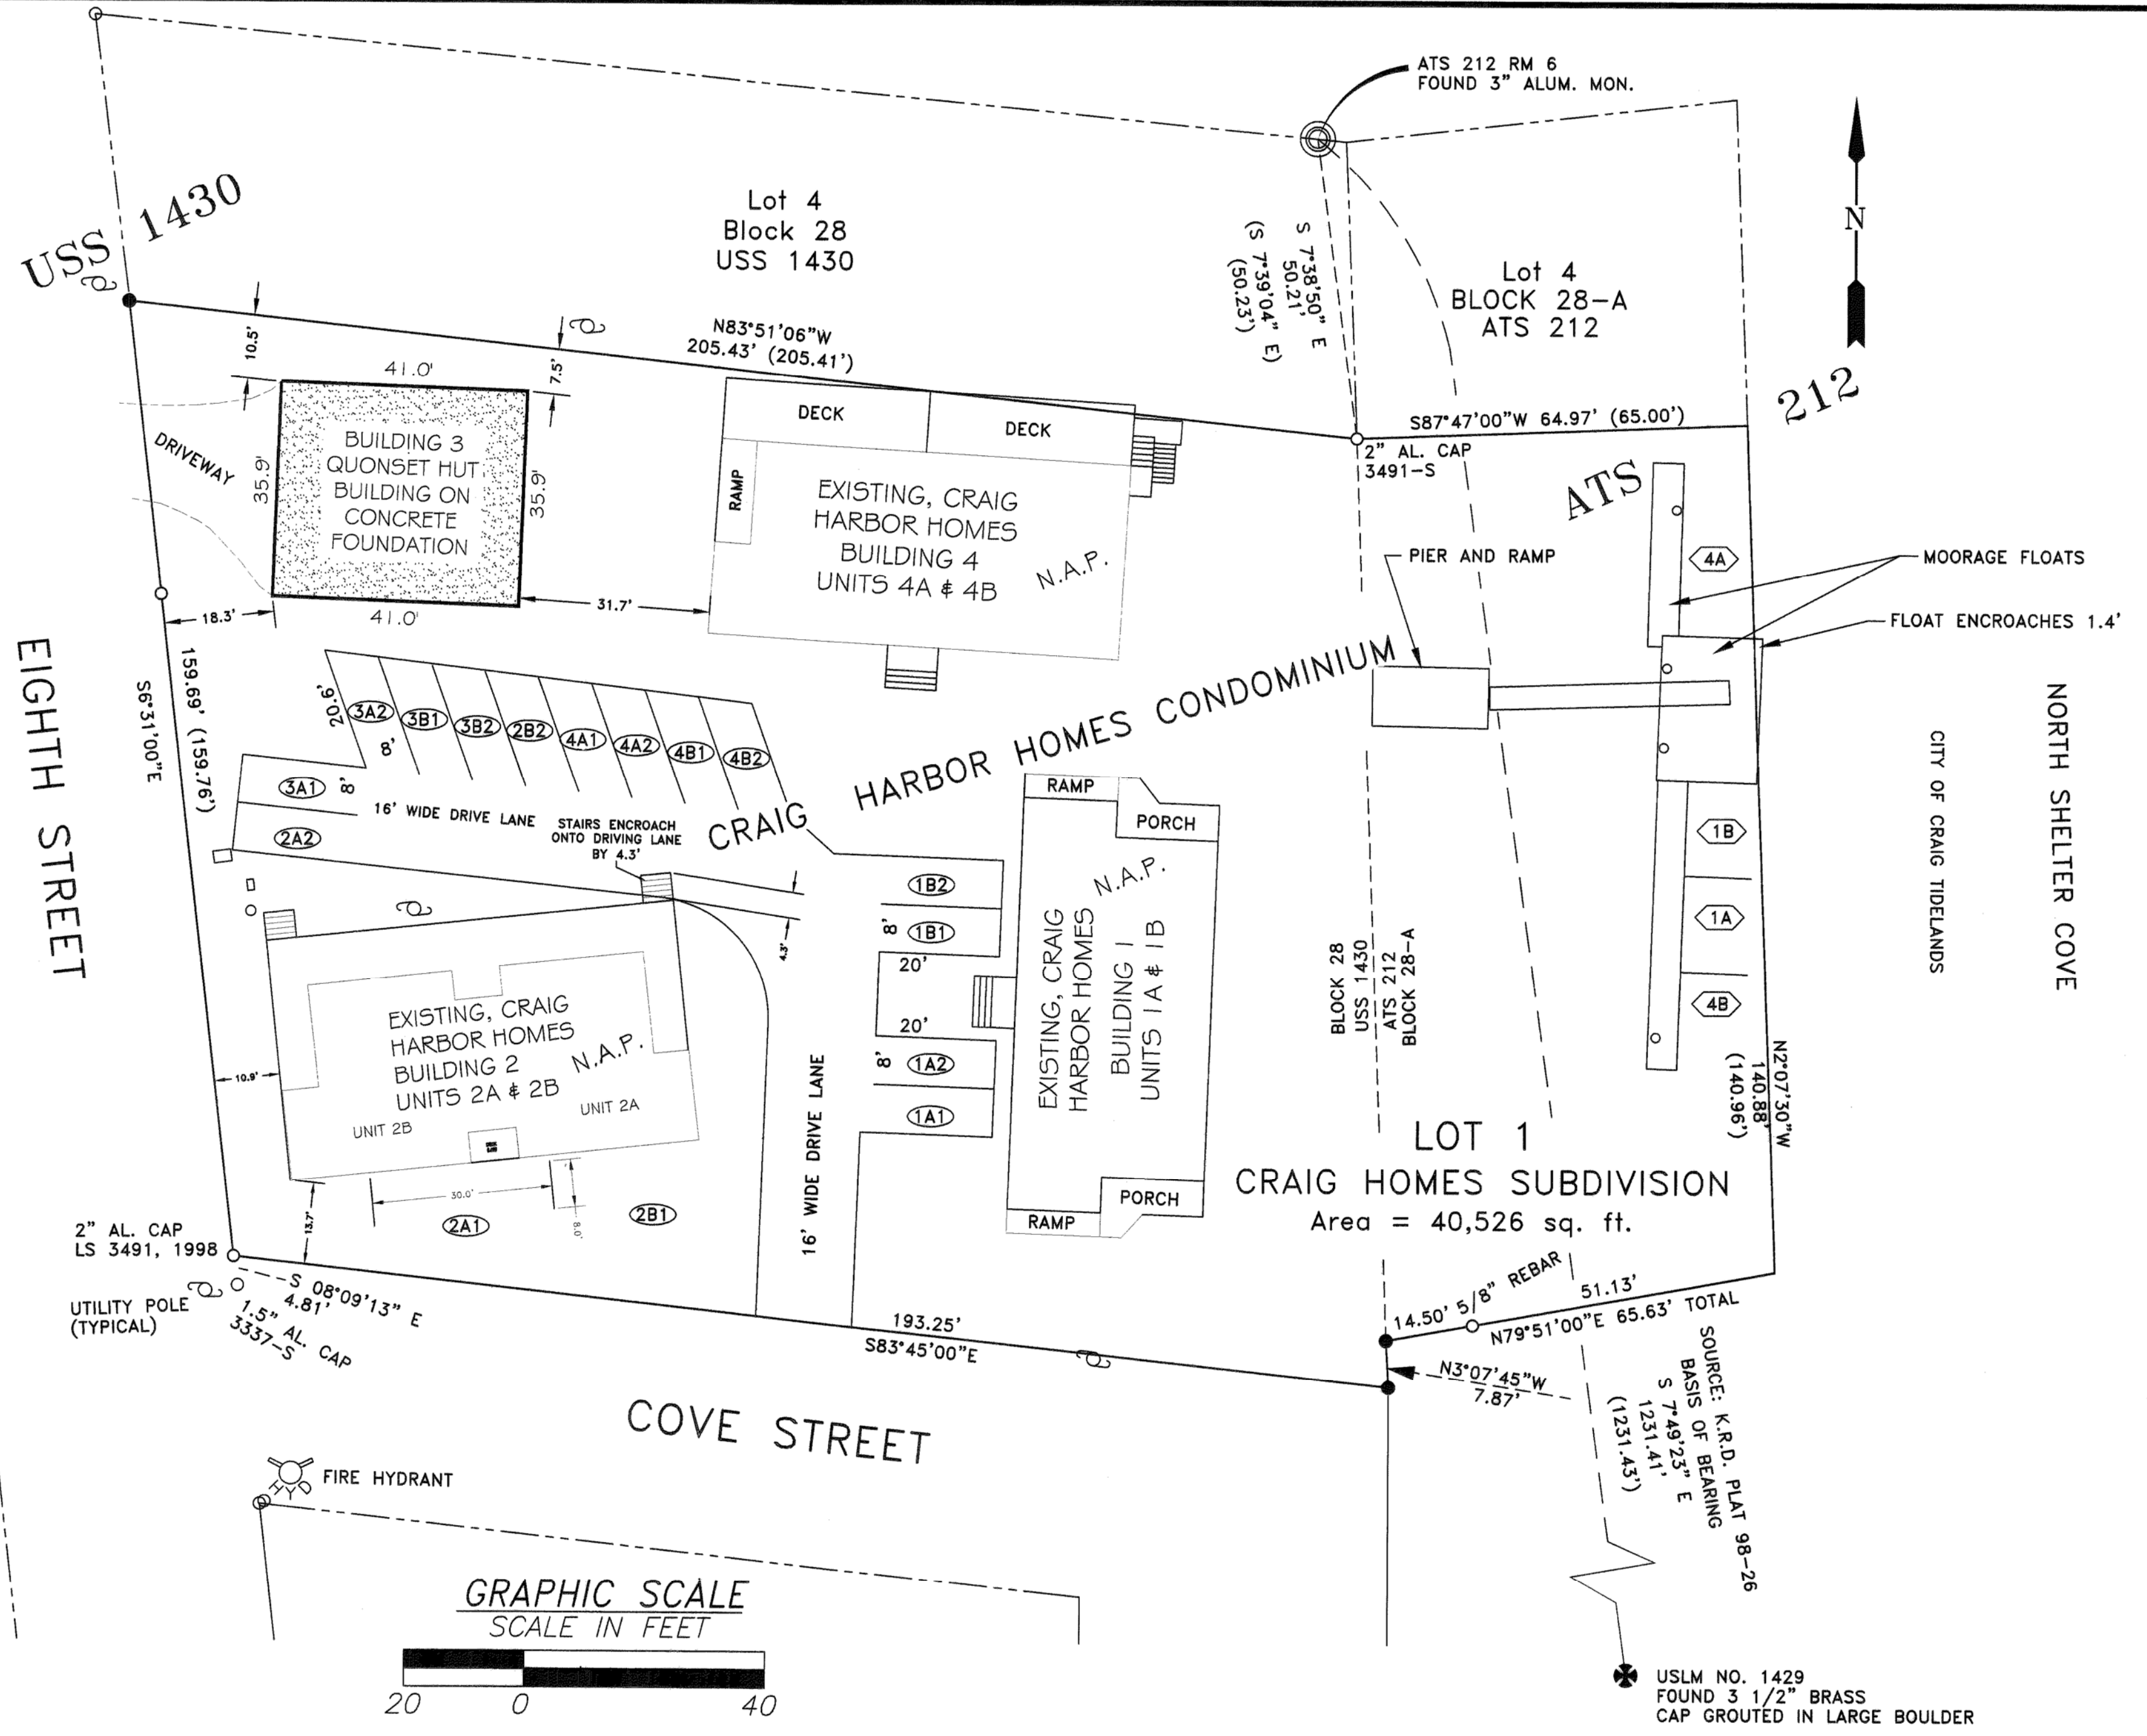 ATS 212 RM 6
FOUND 3" ALUM. MON.
USS 1430
Lot 4
Block 28
USS 1430
N
S 7°38'50" E
50.21'
(S 7°39'04" E)
(50.23')
Lot 4
BLOCK 28-A
ATS 212
212
ATS
10.5'
7.5'
N83°51'06"W
205.43' (205.41')
S87°47'00"W 64.97' (65.00')
2" AL. CAP
3491-S
41.0'
DRIVEWAY
35.9'
BUILDING 3
QUONSET HUT
BUILDING ON
CONCRETE
FOUNDATION
35.9'
41.0'
18.3'
31.7'
DECK
DECK
RAMP
EXISTING, CRAIG
HARBOR HOMES
BUILDING 4
UNITS 4A & 4B
N.A.P.
PIER AND RAMP
4A
MOORAGE FLOATS
FLOAT ENCROACHES 1.4'
EIGHTH STREET
S6°31'00"E
159.69' (159.76')
20.6'
3A2
3B1
3B2
2B2
4A1
4A2
4B1
4B2
8'
3A1
8'
2A2
16' WIDE DRIVE LANE
STAIRS ENCROACH
ONTO DRIVING LANE
BY 4.3'
4.3'
CRAIG HARBOR HOMES CONDOMINIUM
NORTH SHELTER COVE
CITY OF CRAIG TIDELANDS
RAMP
PORCH
N.A.P.
EXISTING, CRAIG
HARBOR HOMES
BUILDING 1
UNITS 1A & 1B
PORCH
RAMP
1B2
8'
1B1
20'
20'
8'
1A2
1A1
1B
1A
4B
BLOCK 28
USS 1430
ATS 212
BLOCK 28-A
EXISTING, CRAIG
HARBOR HOMES
BUILDING 2
UNITS 2A & 2B
N.A.P.
UNIT 2A
UNIT 2B
10.9'
13.7'
30.0'
8.0'
2A1
2B1
16' WIDE DRIVE LANE
N2°07'30"W
140.88'
(140.96')
LOT 1
CRAIG HOMES SUBDIVISION
Area = 40,526 sq. ft.
2" AL. CAP
LS 3491, 1998
UTILITY POLE
(TYPICAL)
S 08°09'13" E
4.81'
1.5" AL. CAP
3337-S
193.25'
S83°45'00"E
14.50' 5/8" REBAR
51.13'
N79°51'00"E 65.63' TOTAL
N3°07'45"W
7.87'
SOURCE: K.R.D. PLAT 98-26
BASIS OF BEARING
S 7°49'23" E
1231.41'
(1231.43')
COVE STREET
HYD
FIRE HYDRANT
GRAPHIC SCALE
SCALE IN FEET
20 0 40
USLM NO. 1429
FOUND 3 1/2" BRASS
CAP GROUTED IN LARGE BOULDER